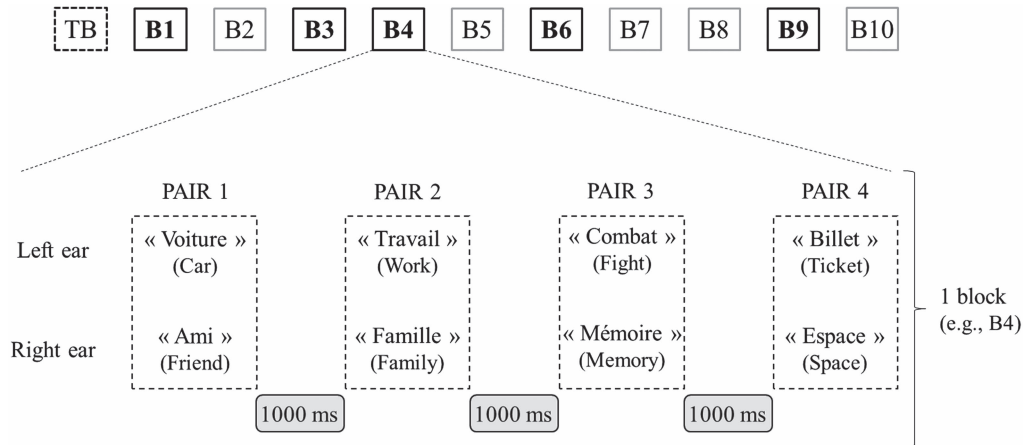 TB B1 B2 B3 B4 B5 B6 B7 B8 B9 B10
PAIR 1 PAIR 2 PAIR 3 PAIR 4
Left ear
« Voiture » « Travail » « Combat » « Billet »
(Car) (Work) (Fight) (Ticket)
1 block
(e.g., B4)
Right ear
« Ami » « Famille » « Mémoire » « Espace »
(Friend) (Family) (Memory) (Space)
1000 ms 1000 ms 1000 ms